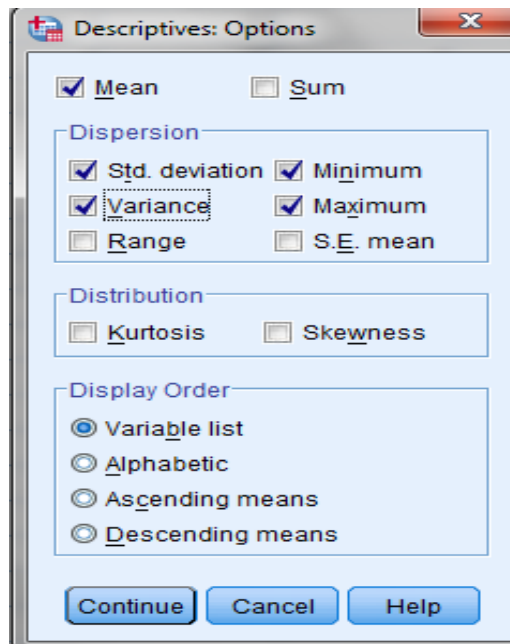 Descriptives: Options
Mean Sum
Dispersion
Std. deviation Minimum
Variance Maximum
Range S.E. mean
Distribution
Kurtosis Skewness
Display Order
Variable list
Alphabetic
Ascending means
Descending means
Continue Cancel Help